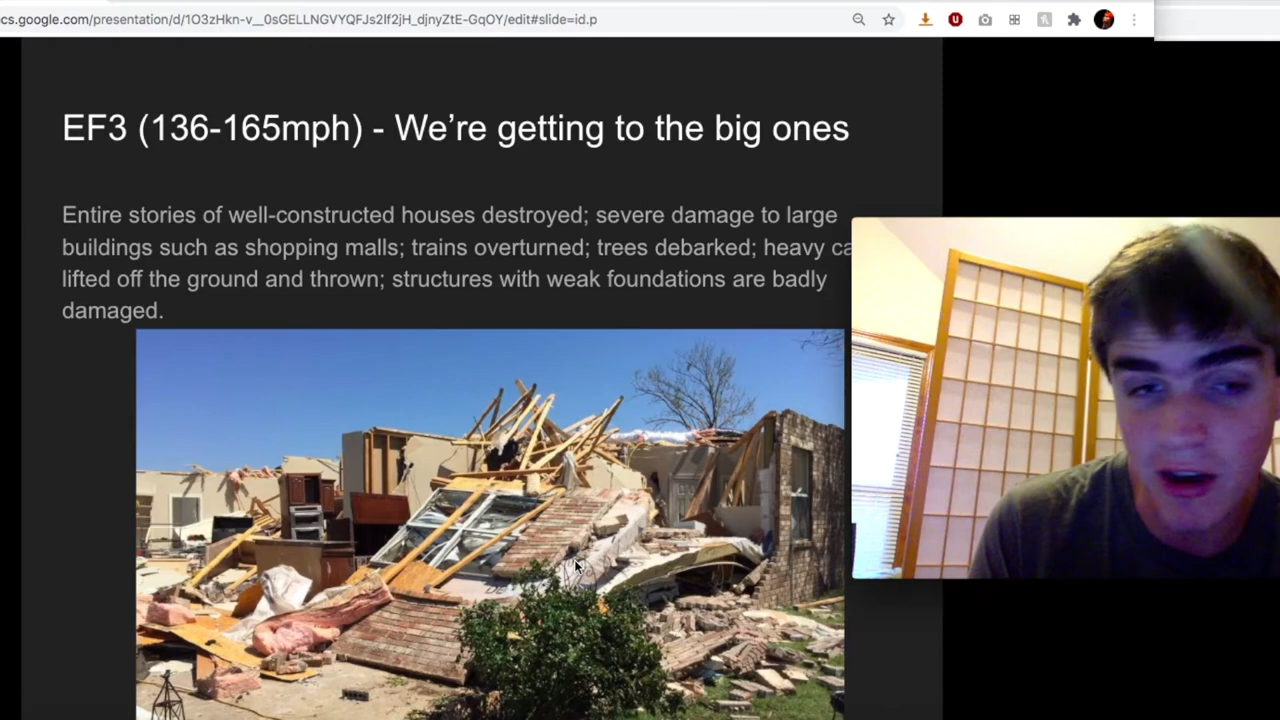 cs.google.com/presentation/d/1O3zHkn-v__0sGELLNGVYQFJs2lf2jH_djnyZtE-GqOY/edit#slide=id.p
EF3 (136-165mph) - We’re getting to the big ones
Entire stories of well-constructed houses destroyed; severe damage to large
buildings such as shopping malls; trains overturned; trees debarked; heavy ca
lifted off the ground and thrown; structures with weak foundations are badly
damaged.